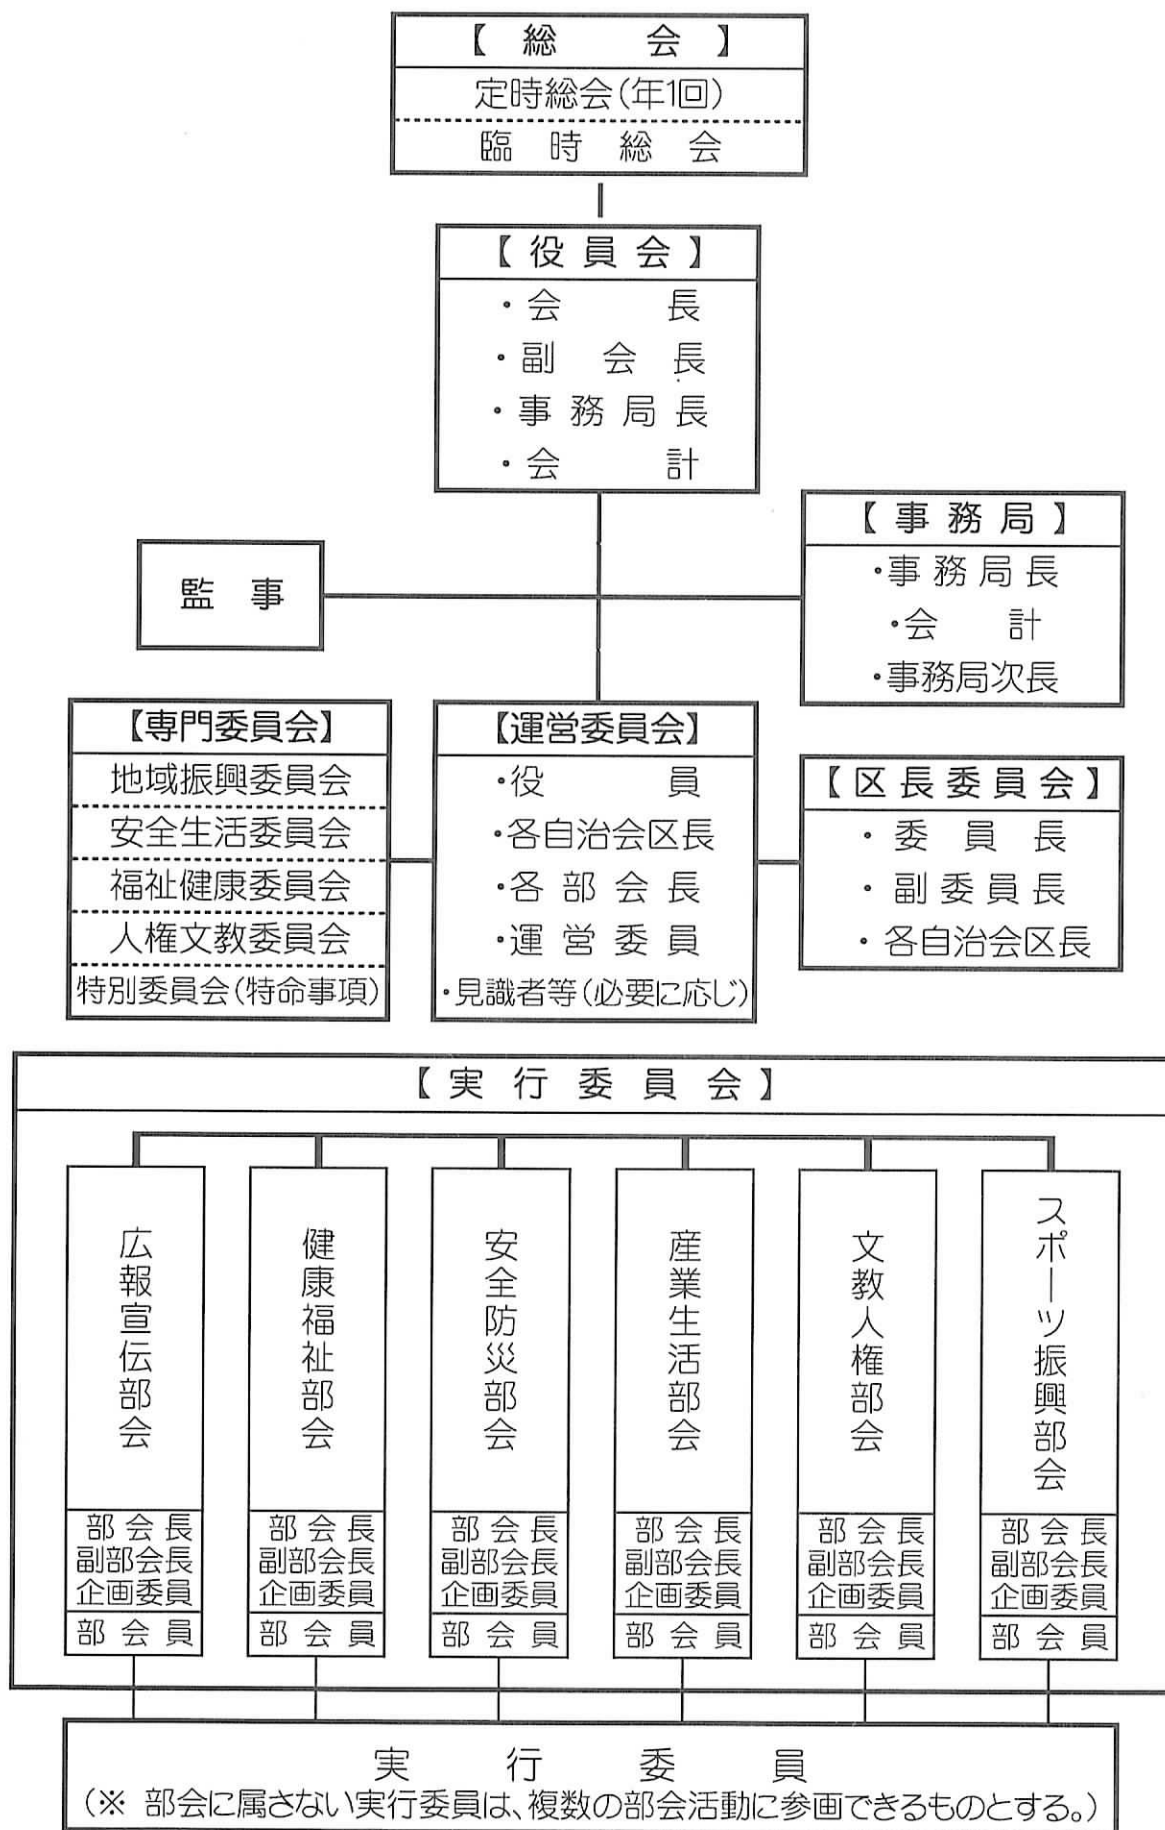 【 総 会 】
定時総会(年1回)
臨 時 総 会
【 役 員 会 】
・会 長
・副 会 長
・事 務 局 長
・会 計
【 事 務 局 】
・事 務 局 長
・会 計
・事務局次長
監 事
【専門委員会】
地域振興委員会
安全生活委員会
福祉健康委員会
人権文教委員会
特別委員会(特命事項)
【運営委員会】
・役 員
・各自治会区長
・各 部 会 長
・運 営 委 員
・見識者等(必要に応じ)
【 区 長 委 員 会 】
・ 委 員 長
・ 副 委 員 長
・ 各自治会区長
【 実 行 委 員 会 】
広報宣伝部会
部 会 長
副部会長
企画委員
部 会 員
健康福祉部会
部 会 長
副部会長
企画委員
部 会 員
安全防災部会
部 会 長
副部会長
企画委員
部 会 員
産業生活部会
部 会 長
副部会長
企画委員
部 会 員
文教人権部会
部 会 長
副部会長
企画委員
部 会 員
スポーツ振興部会
部 会 長
副部会長
企画委員
部 会 員
実 行 委 員
(※ 部会に属さない実行委員は、複数の部会活動に参画できるものとする。)